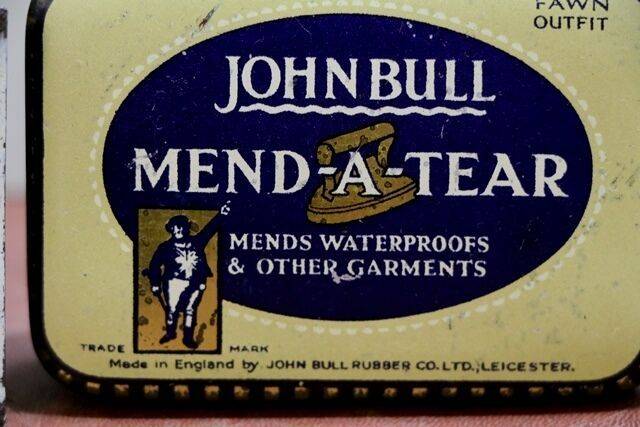 FAWN
OUTFIT
JOHN BULL
MEND-A-TEAR
MENDS WATERPROOFS
& OTHER GARMENTS
TRADE MARK
Made in England by JOHN BULL RUBBER CO. LTD., LEICESTER.